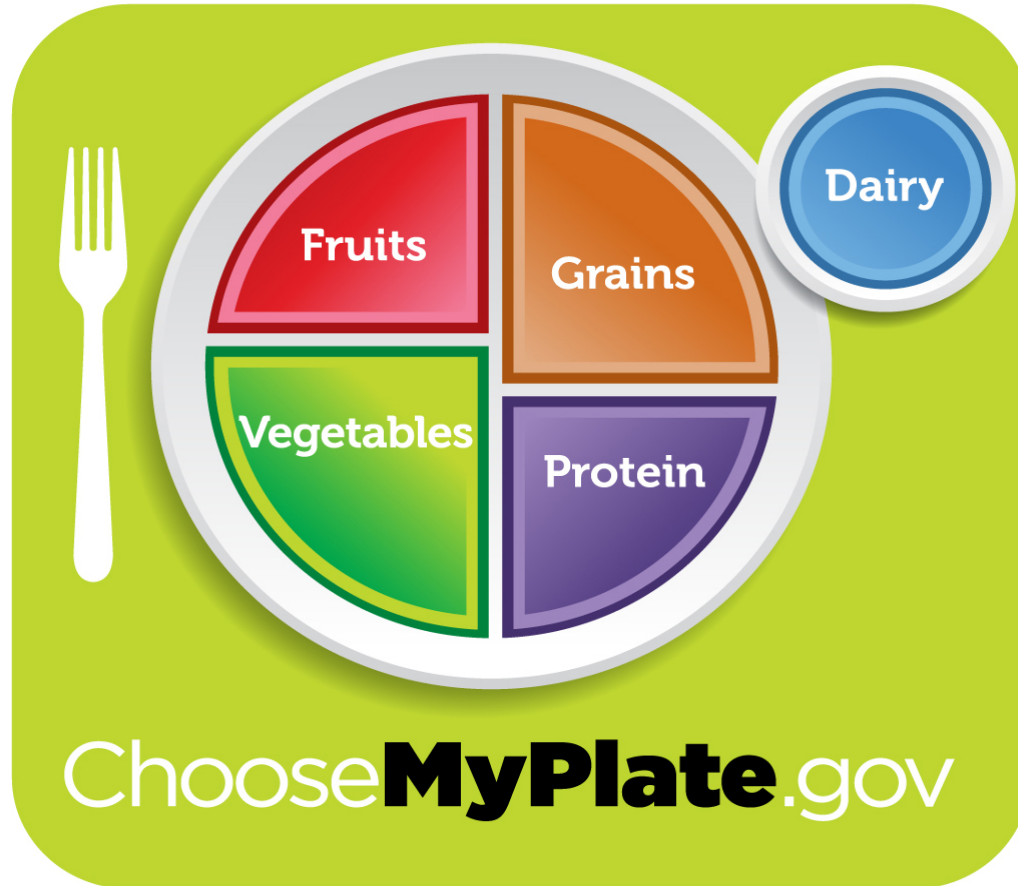 Fruits
Grains
Dairy
Vegetables
Protein
ChooseMyPlate.gov